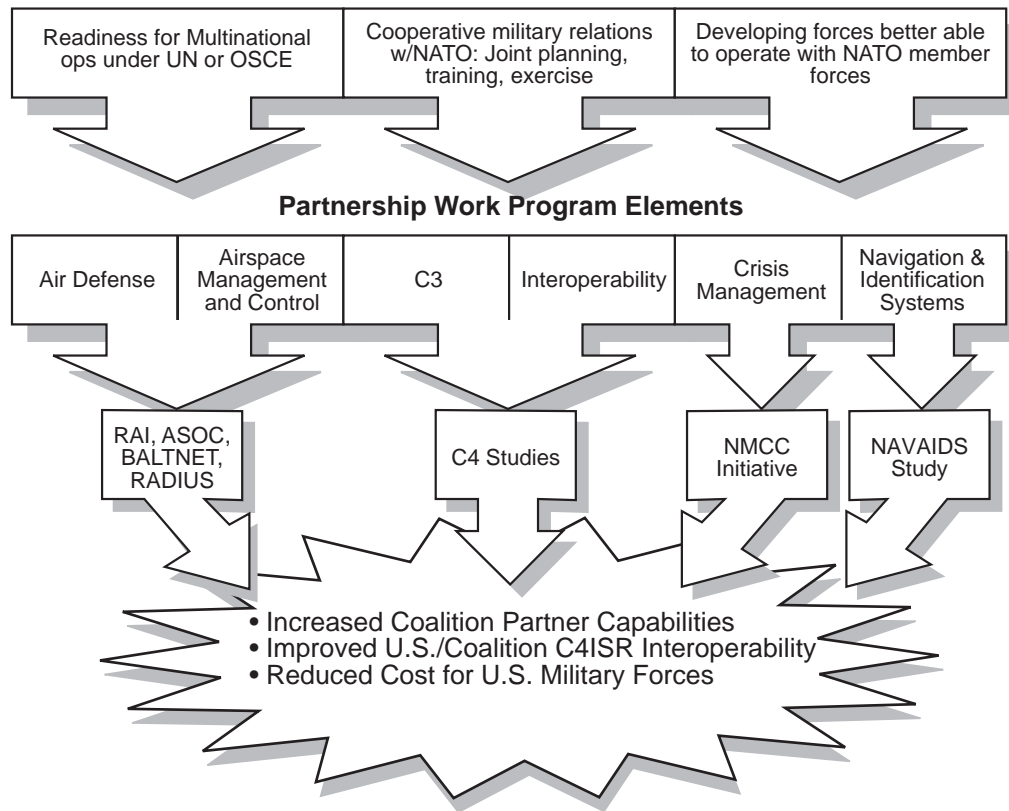 Readiness for Multinational
ops under UN or OSCE
Cooperative military relations
w/NATO: Joint planning,
training, exercise
Developing forces better able
to operate with NATO member
forces
Partnership Work Program Elements
Air Defense
Airspace
Management
and Control
C3
Interoperability
Crisis
Management
Navigation &
Identification
Systems
RAI, ASOC,
BALTNET,
RADIUS
C4 Studies
NMCC
Initiative
NAVAIDS
Study
• Increased Coalition Partner Capabilities
• Improved U.S./Coalition C4ISR Interoperability
• Reduced Cost for U.S. Military Forces